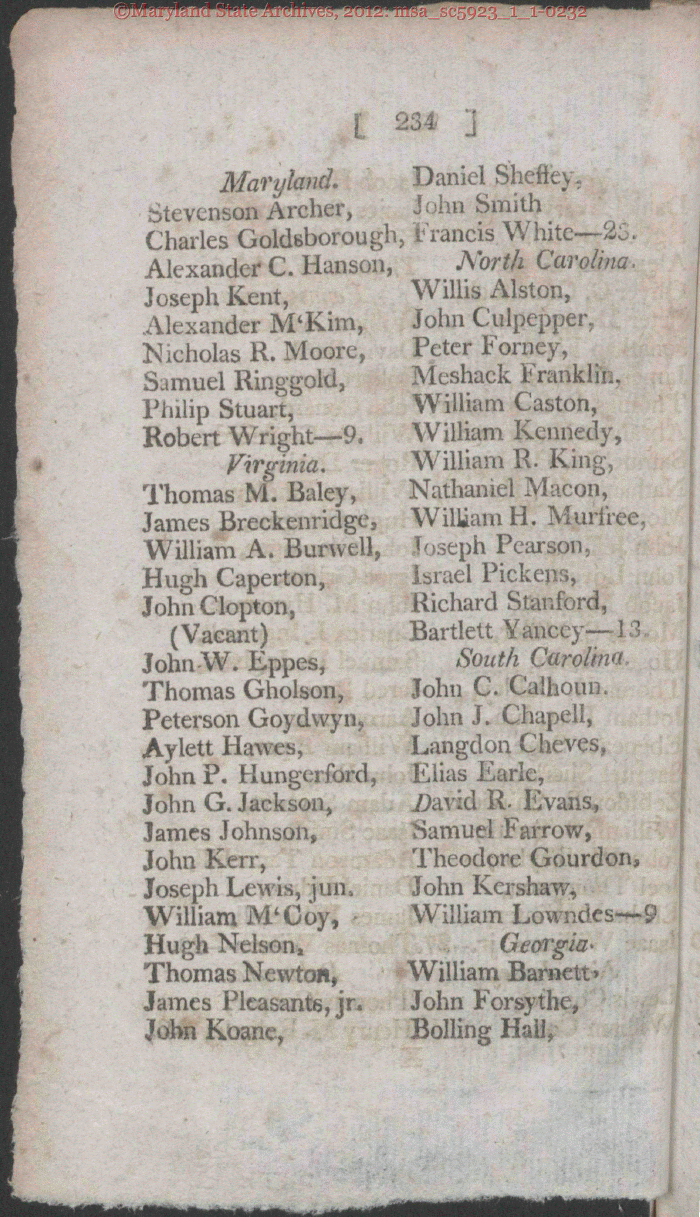 ©Maryland State Archives, 2012: msa_sc5923_1_1-0232
[ 234 ]
Maryland.
Stevenson Archer,
Charles Goldsborough,
Alexander C. Hanson,
Joseph Kent,
Alexander M‘Kim,
Nicholas R. Moore,
Samuel Ringgold,
Philip Stuart,
Robert Wright—9.
Virginia.
Thomas M. Baley,
James Breckenridge,
William A. Burwell,
Hugh Caperton,
John Clopton,
(Vacant)
John W. Eppes,
Thomas Gholson,
Peterson Goydwyn,
Aylett Hawes,
John P. Hungerford,
John G. Jackson,
James Johnson,
John Kerr,
Joseph Lewis, jun.
William M‘Coy,
Hugh Nelson,
Thomas Newton,
James Pleasants, jr.
John Roane,
Daniel Sheffey,
John Smith
Francis White—23.
North Carolina.
Willis Alston,
John Culpepper,
Peter Forney,
Meshack Franklin,
William Caston,
William Kennedy,
William R. King,
Nathaniel Macon,
William H. Murfree,
Joseph Pearson,
Israel Pickens,
Richard Stanford,
Bartlett Yancey—13.
South Carolina.
John C. Calhoun.
John J. Chapell,
Langdon Cheves,
Elias Earle,
David R. Evans,
Samuel Farrow,
Theodore Gourdon,
John Kershaw,
William Lowndes—9
Georgia.
William Barnett.
John Forsythe,
Bolling Hall,